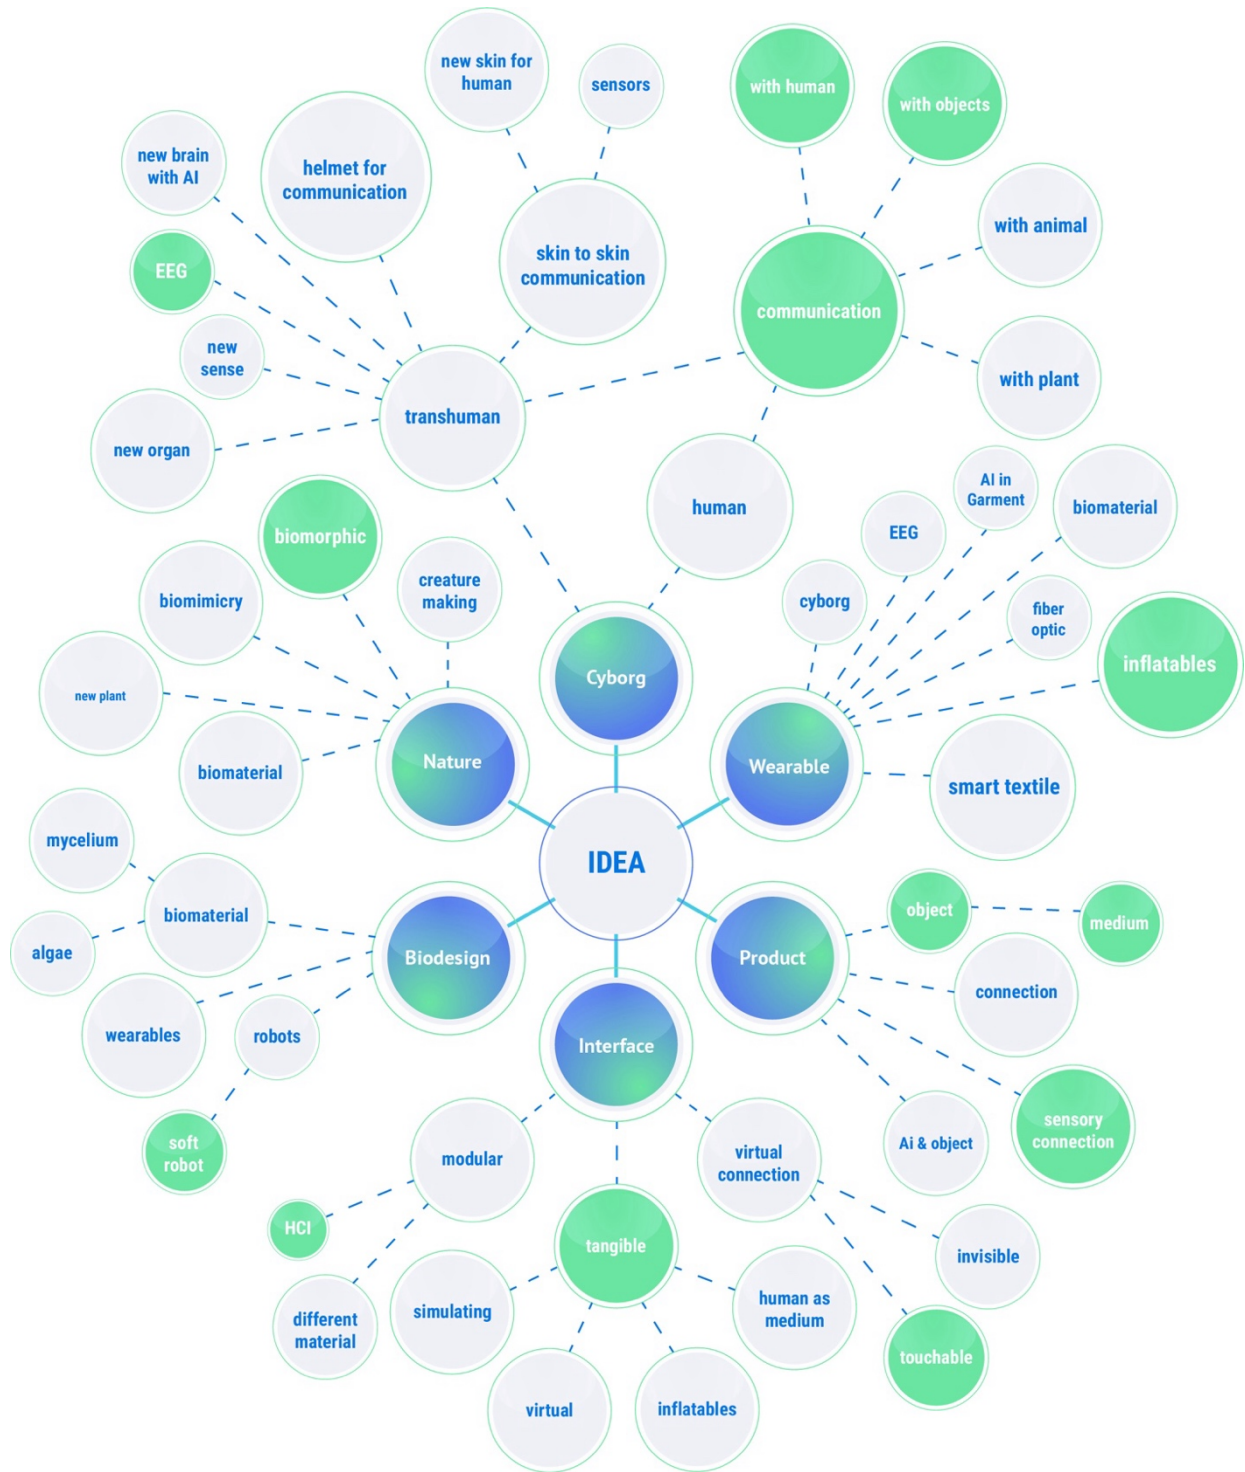 new skin for
human
sensors
with human
with objects
new brain
with AI
helmet for
communication
with animal
skin to skin
communication
EEG
communication
new
sense
with plant
transhuman
new organ
human
AI in
Garment
biomaterial
EEG
biomorphic
creature
making
biomimicry
cyborg
fiber
optic
inflatables
Cyborg
new plant
Nature
Wearable
biomaterial
smart textile
mycelium
IDEA
biomaterial
object
medium
algae
Biodesign
Product
connection
wearables
robots
Interface
sensory
connection
soft
robot
modular
virtual
connection
Ai & object
HCI
tangible
invisible
different
material
simulating
human as
medium
touchable
virtual
inflatables